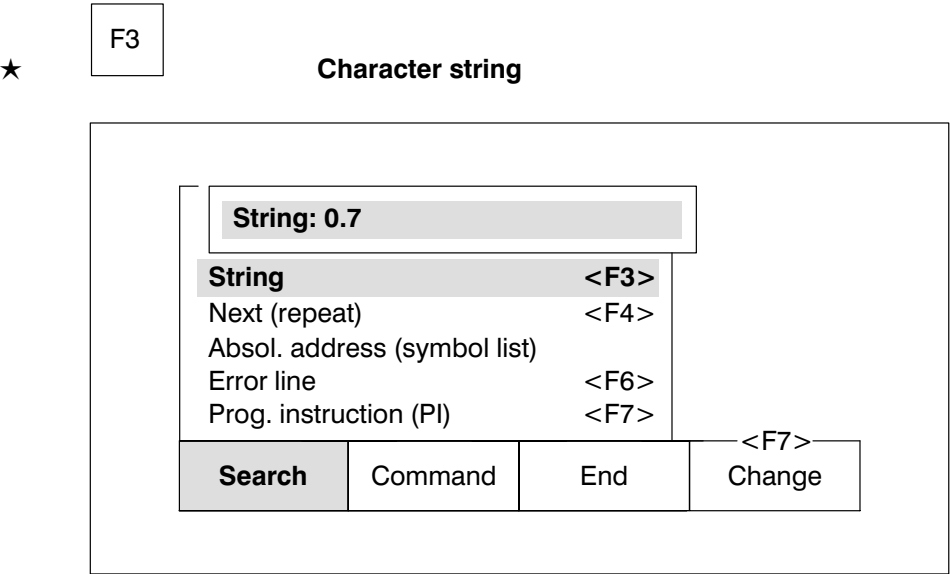 F3
★ Character string
String: 0.7
String <F3>
Next (repeat) <F4>
Absol. address (symbol list)
Error line <F6>
Prog. instruction (PI) <F7>
<F7>
Search Command End Change